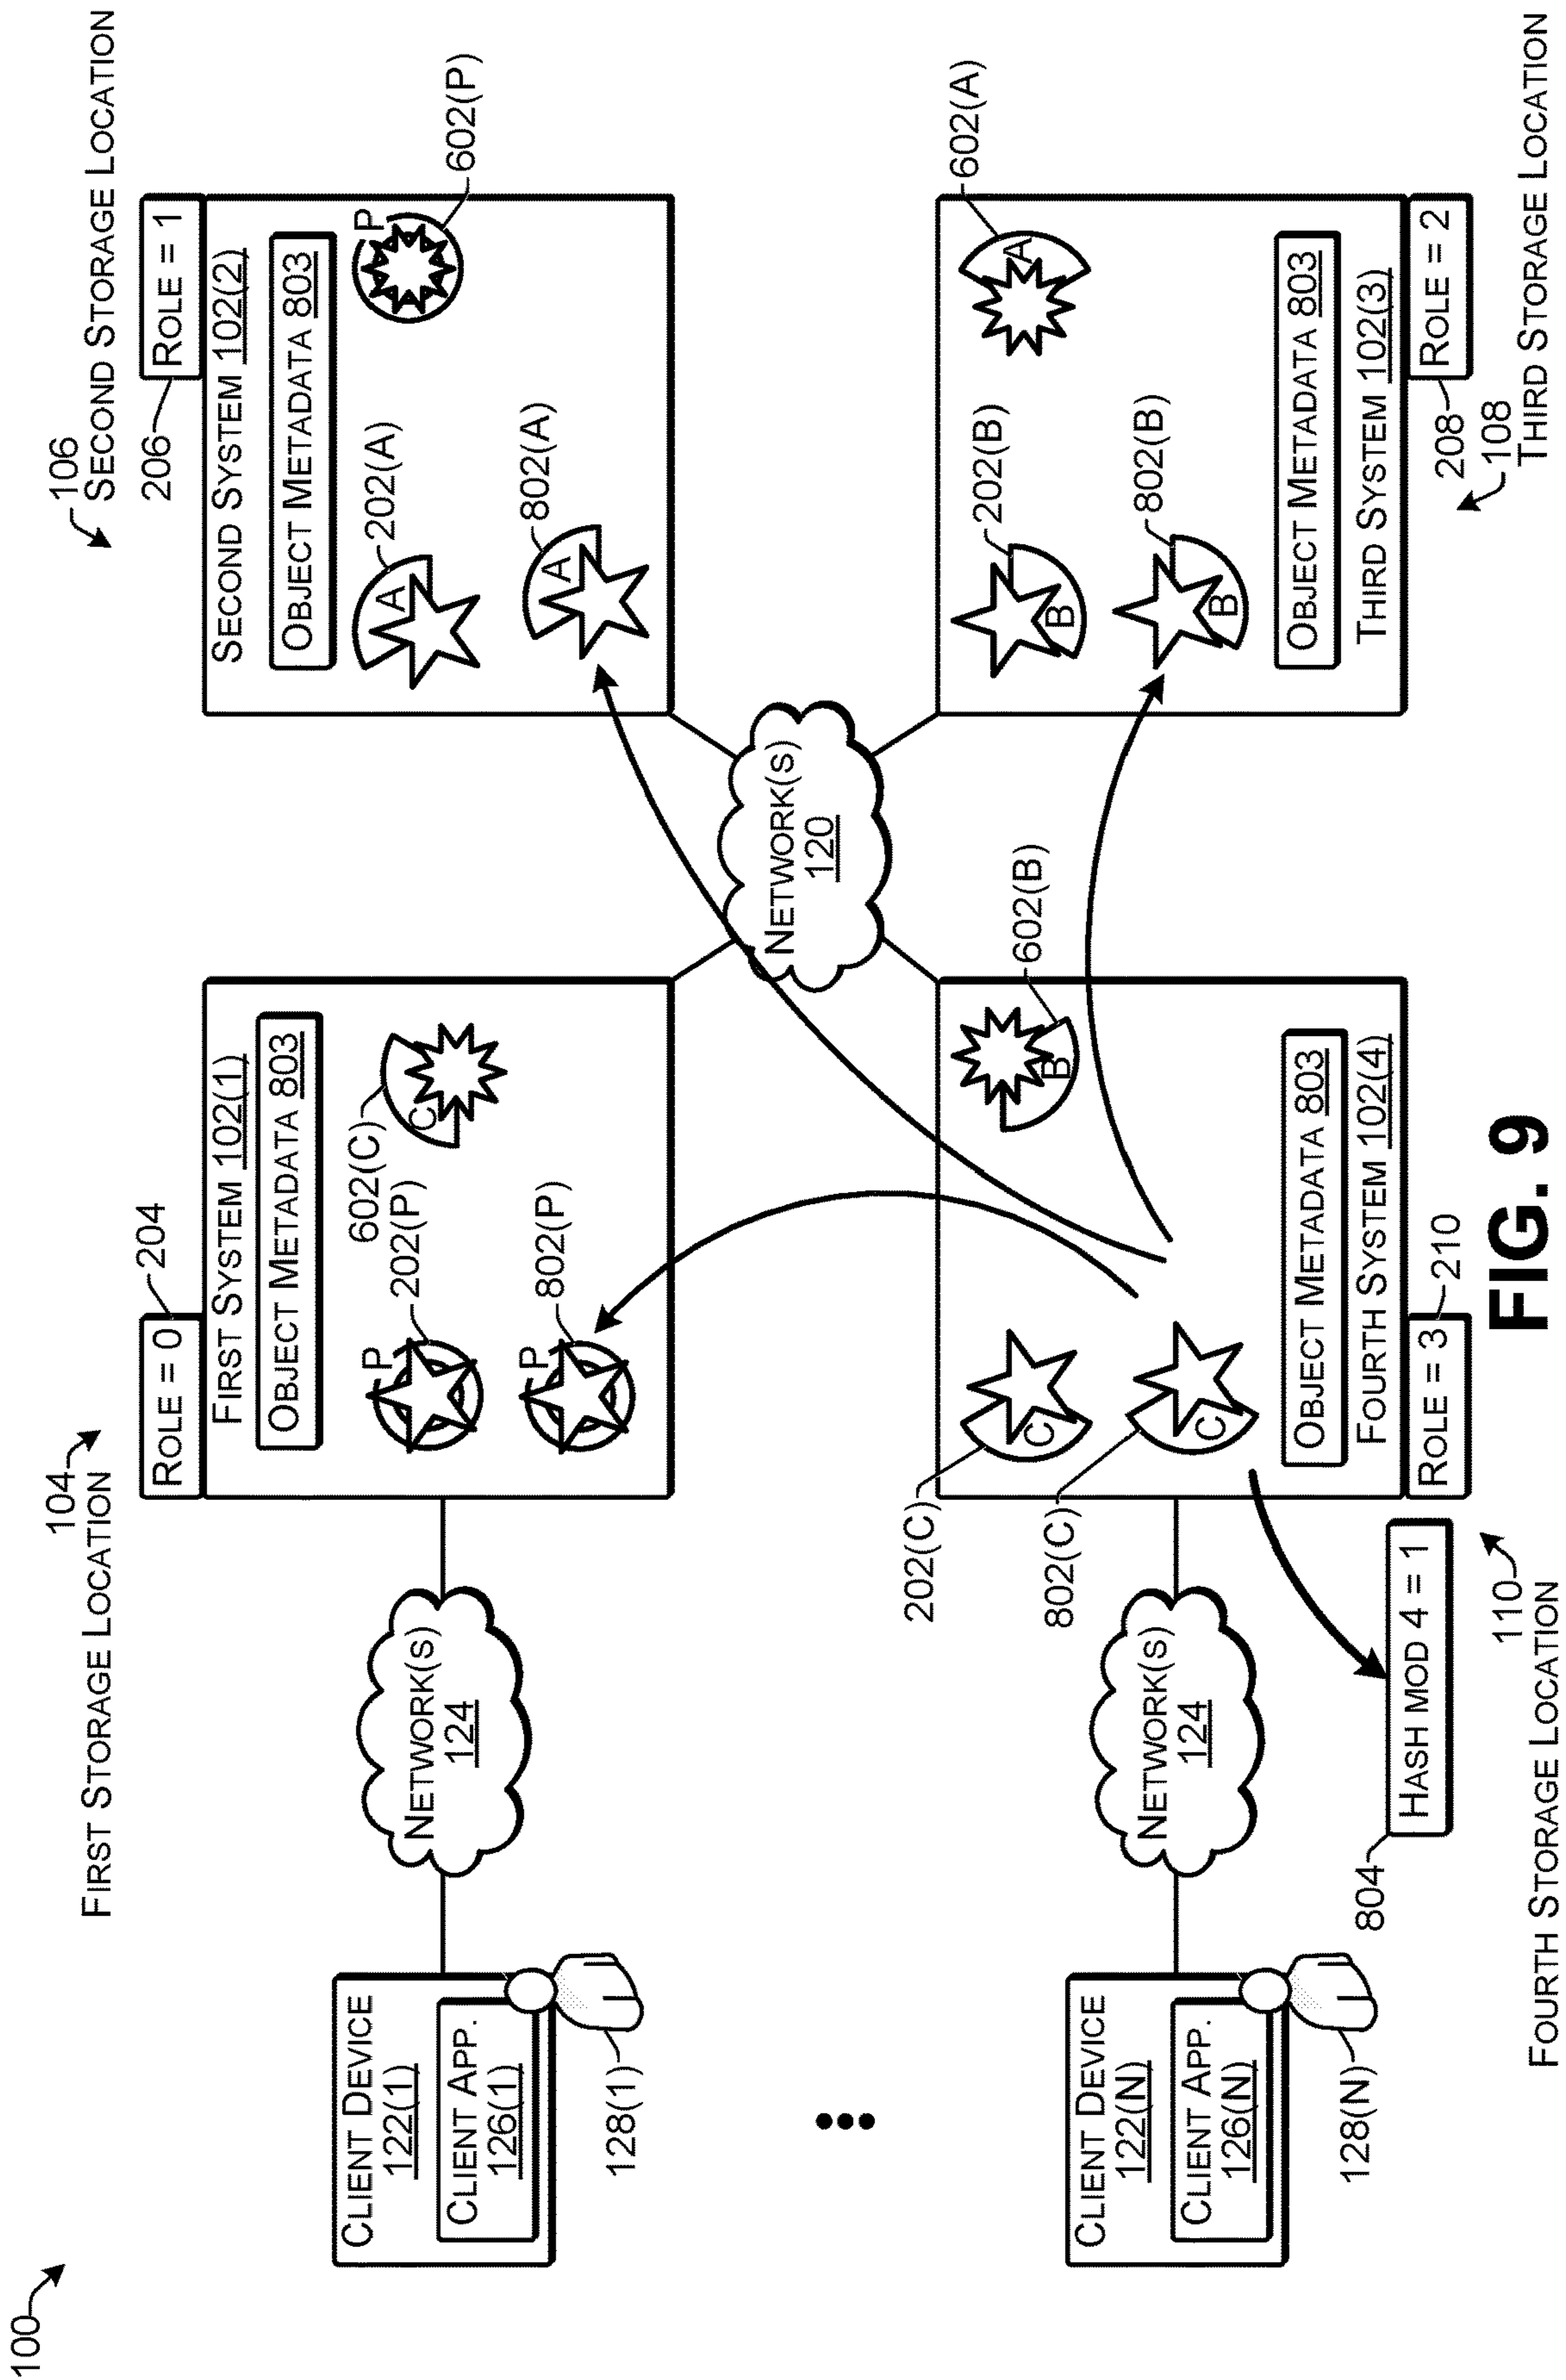 100
FIRST STORAGE LOCATION
104
ROLE = 0
204
106
SECOND STORAGE LOCATION
206
ROLE = 1
CLIENT DEVICE
122(1)
CLIENT APP.
126(1)
128(1)
NETWORK(S)
124
FIRST SYSTEM 102(1)
OBJECT METADATA 803
P
202(P)
602(C)
C
P
802(P)
SECOND SYSTEM 102(2)
OBJECT METADATA 803
A
202(A)
P
602(P)
A
802(A)
NETWORK(S)
120
CLIENT DEVICE
122(N)
CLIENT APP.
126(N)
128(N)
NETWORK(S)
124
202(C)
C
802(C)
C
B
602(B)
OBJECT METADATA 803
FOURTH SYSTEM 102(4)
ROLE = 3
210
B
202(B)
A
602(A)
B
802(B)
OBJECT METADATA 803
THIRD SYSTEM 102(3)
ROLE = 2
208
108
THIRD STORAGE LOCATION
804
HASH MOD 4 = 1
110
FOURTH STORAGE LOCATION
FIG. 9